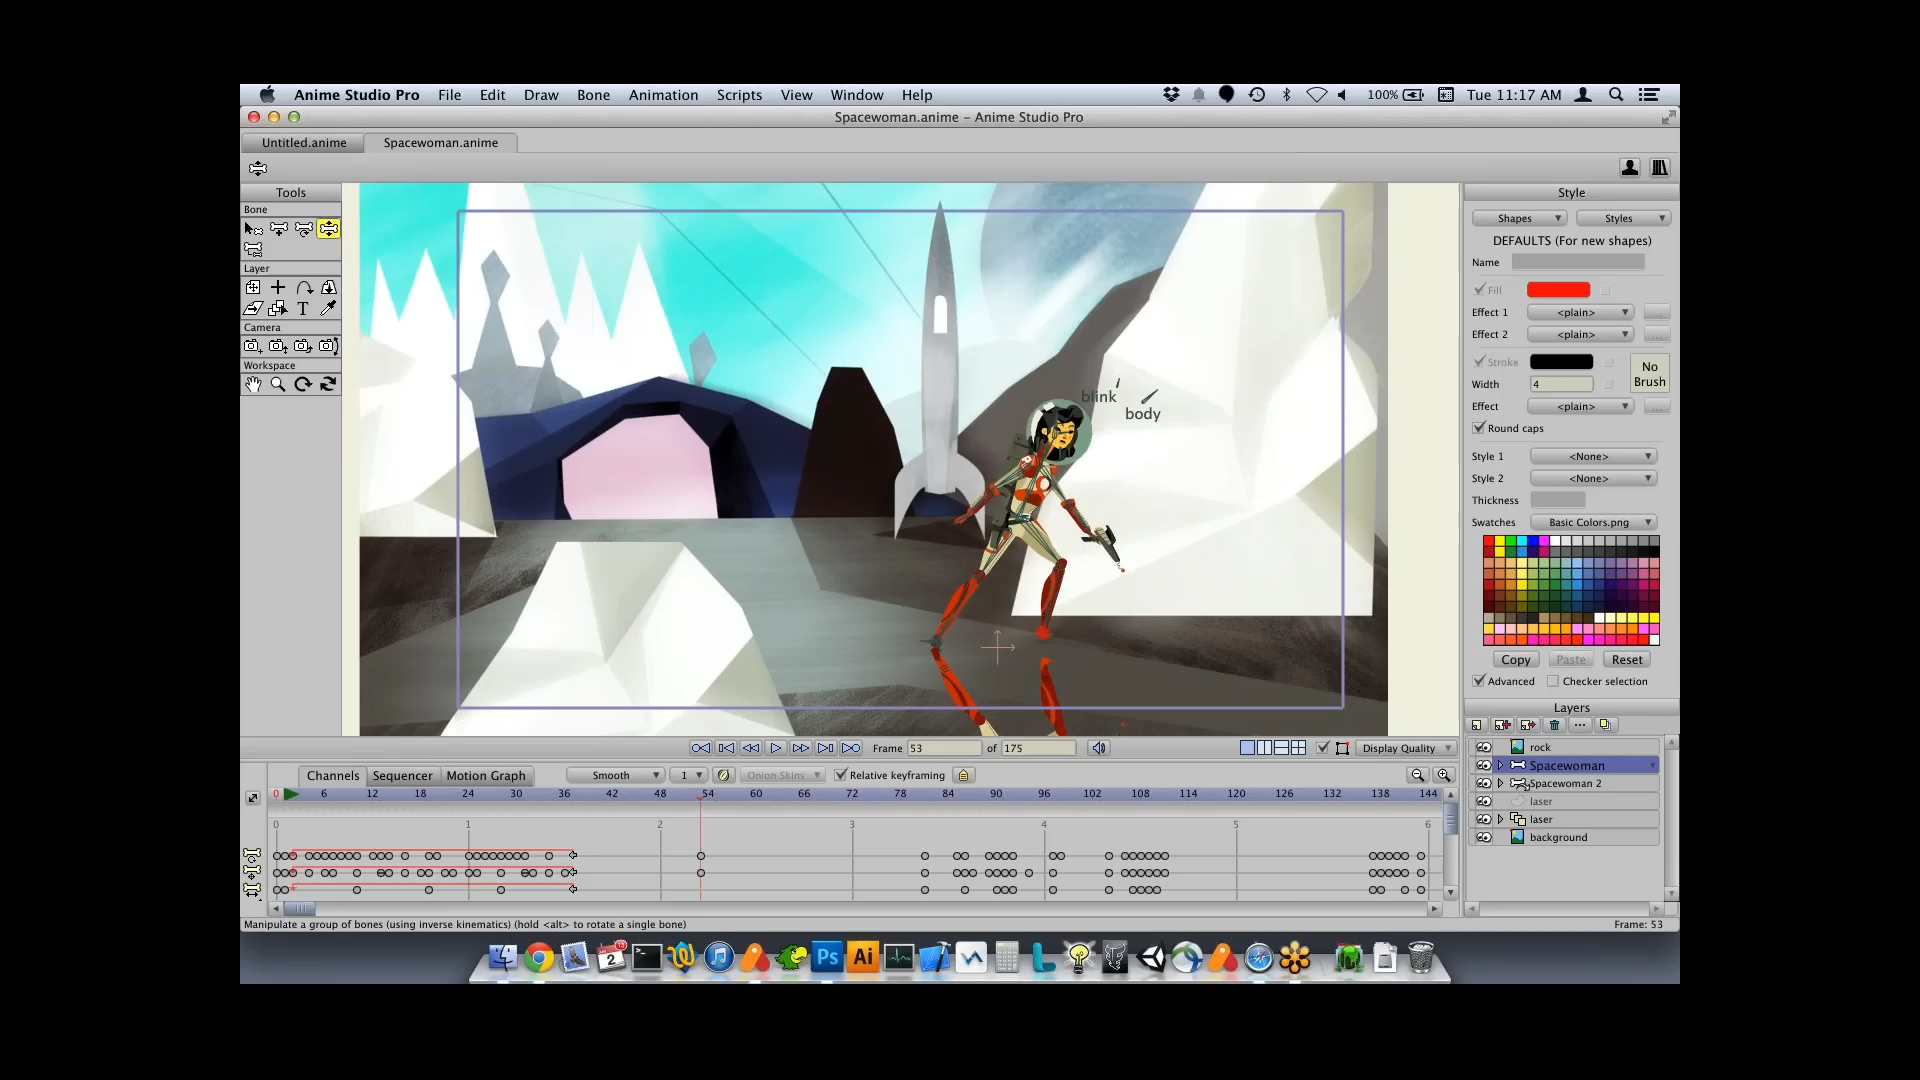 Anime Studio Pro File Edit Draw Bone Animation Scripts View Window Help 100% Tue 11:17 AM
Spacewoman.anime – Anime Studio Pro
Untitled.anime Spacewoman.anime
Tools
Bone
Layer
T
Camera
Workspace
blink
body
Style
Shapes Styles
DEFAULTS (For new shapes)
Name
Fill
Effect 1 <plain>
Effect 2 <plain>
Stroke
No Brush
Width 4
Effect <plain>
Round caps
Style 1 <None>
Style 2 <None>
Thickness
Swatches Basic Colors.png
Copy Paste Reset
Advanced Checker selection
Layers
rock
Spacewoman
Spacewoman 2
laser
laser
background
Frame 53 of 175 Display Quality
Channels Sequencer Motion Graph Smooth 1 Onion Skins Relative keyframing
0 6 12 18 24 30 36 42 48 54 60 66 72 78 84 90 96 102 108 114 120 126 132 138 144
0 1 2 3 4 5 6
Manipulate a group of bones (using inverse kinematics) (hold <alt> to rotate a single bone) Frame: 53
2 Ps Ai